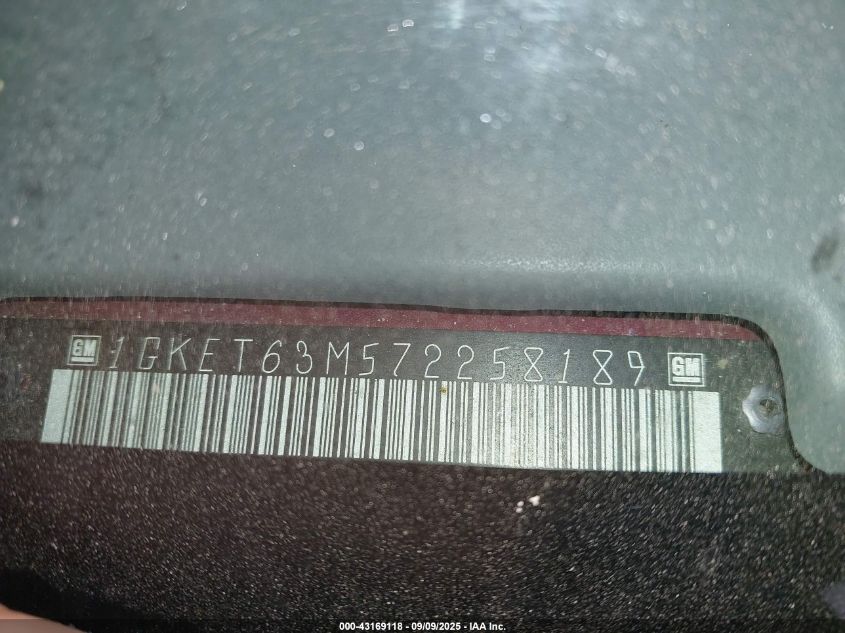 GM 1GKET63M572258189 GM
000-43169118 - 09/09/2025 - IAA Inc.